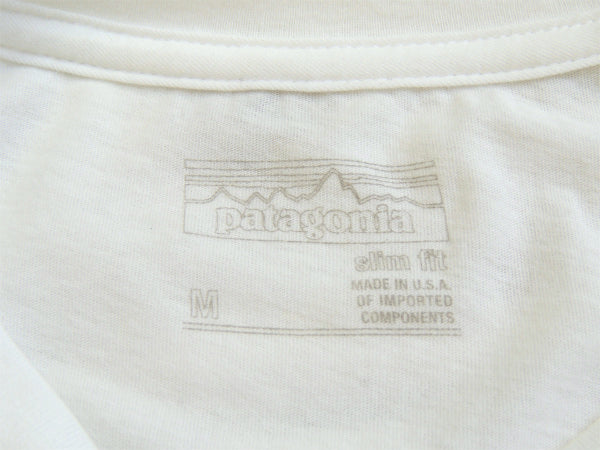 patagonia
slim fit
MADE IN U.S.A.
OF IMPORTED
COMPONENTS
M